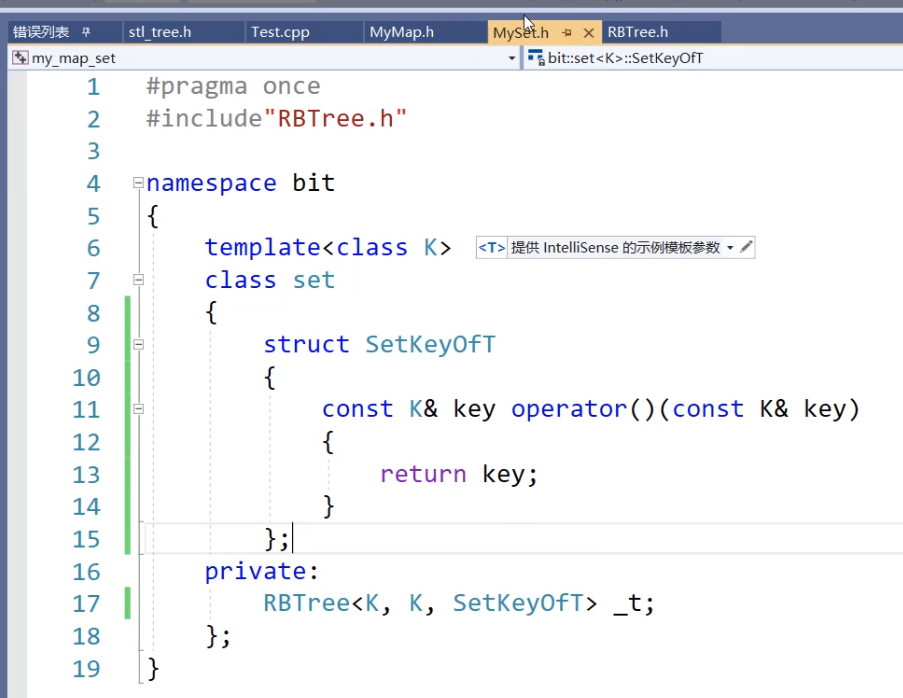 错误列表 stl_tree.h Test.cpp MyMap.h MySet.h RBTree.h
my_map_set bit::set<K>::SetKeyOfT
1 #pragma once
2 #include"RBTree.h"
3
4 namespace bit
5 {
6 template<class K> <T> 提供 IntelliSense 的示例模板参数
7 class set
8 {
9 struct SetKeyOfT
10 {
11 const K& key operator()(const K& key)
12 {
13 return key;
14 }
15 };
16 private:
17 RBTree<K, K, SetKeyOfT> _t;
18 };
19 }